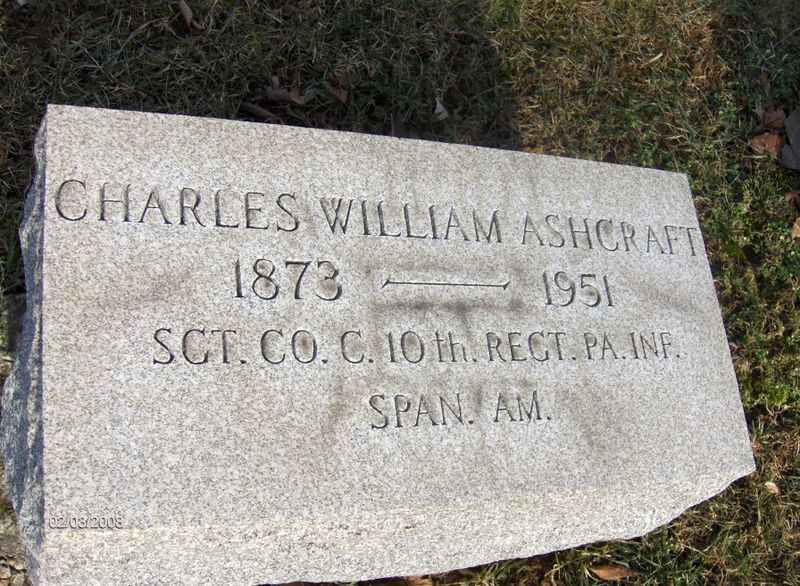 CHARLES WILLIAM ASHCRAFT
1873 — 1951
SGT. CO. C. 10th. REGT. PA. INF.
SPAN. AM.
02/03/2008